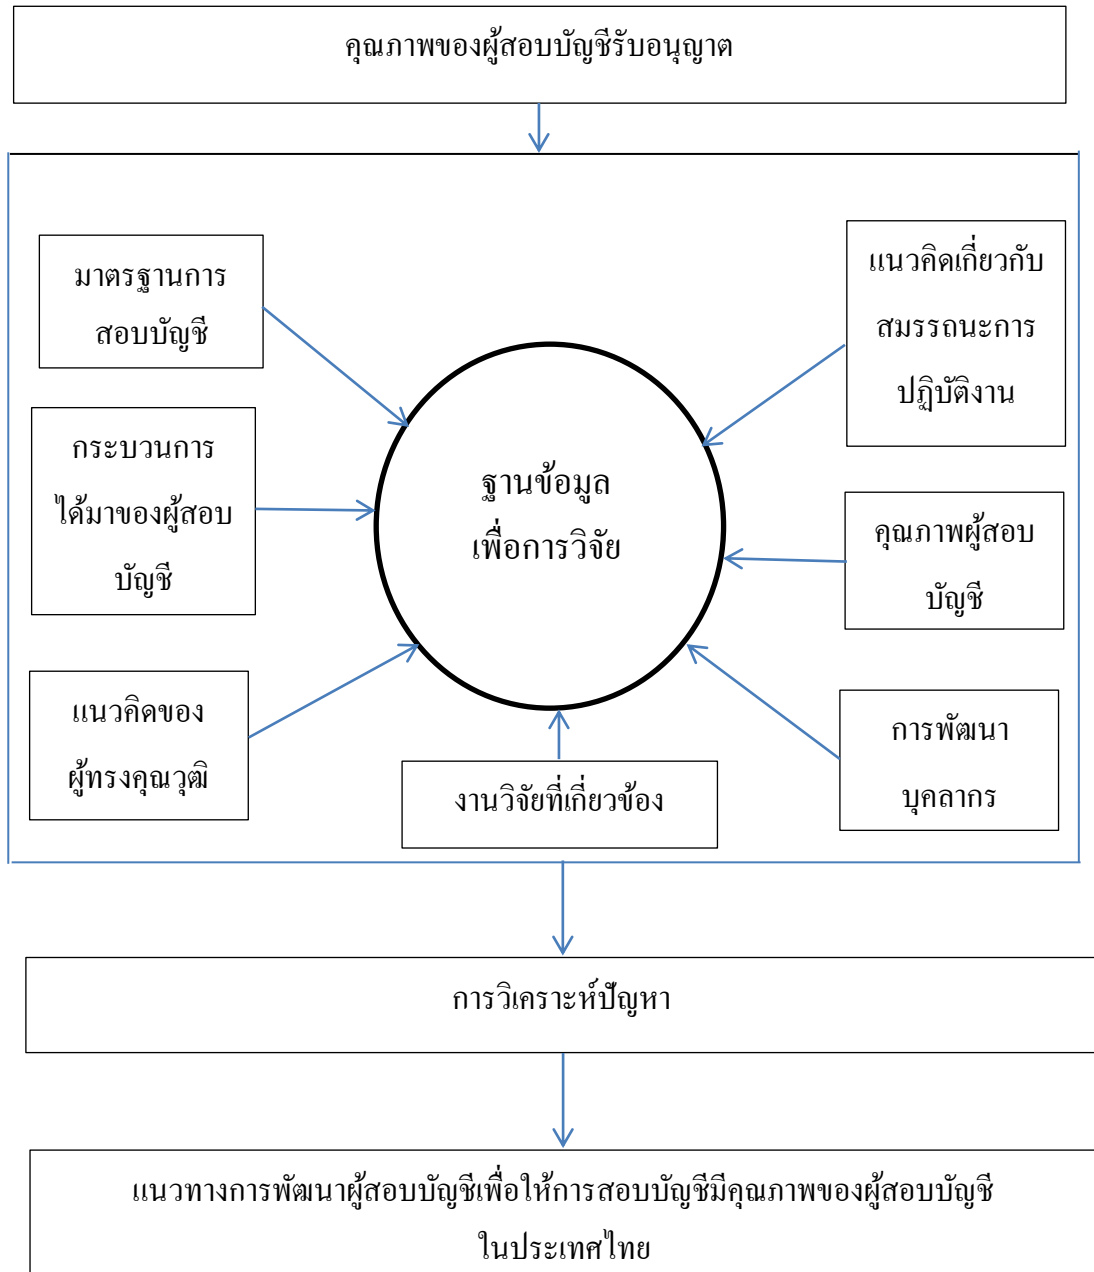 คุณภาพของผู้สอบบัญชีรับอนุญาต
มาตรฐานการ
สอบบัญชี
แนวคิดเกี่ยวกับ
สมรรถนะการ
ปฏิบัติงาน
กระบวนการ
ได้มาของผู้สอบ
บัญชี
ฐานข้อมูล
เพื่อการวิจัย
คุณภาพผู้สอบ
บัญชี
แนวคิดของ
ผู้ทรงคุณวุฒิ
งานวิจัยที่เกี่ยวข้อง
การพัฒนา
บุคลากร
การวิเคราะห์ปัญหา
แนวทางการพัฒนาผู้สอบบัญชีเพื่อให้การสอบบัญชีมีคุณภาพของผู้สอบบัญชี
ในประเทศไทย